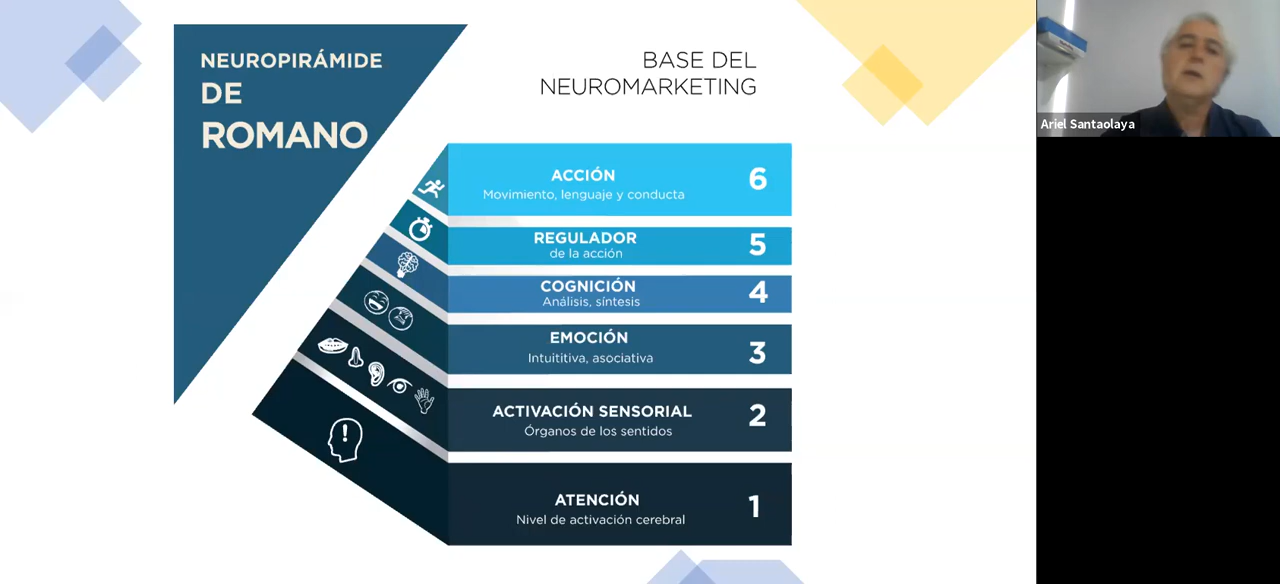 NEUROPIRÁMIDE
DE
ROMANO
BASE DEL
NEUROMARKETING
ACCIÓN
Movimiento, lenguaje y conducta
6
REGULADOR
de la acción
5
COGNICIÓN
Análisis, síntesis
4
EMOCIÓN
Intuititiva, asociativa
3
ACTIVACIÓN SENSORIAL
Órganos de los sentidos
2
ATENCIÓN
Nivel de activación cerebral
1
Ariel Santaolaya